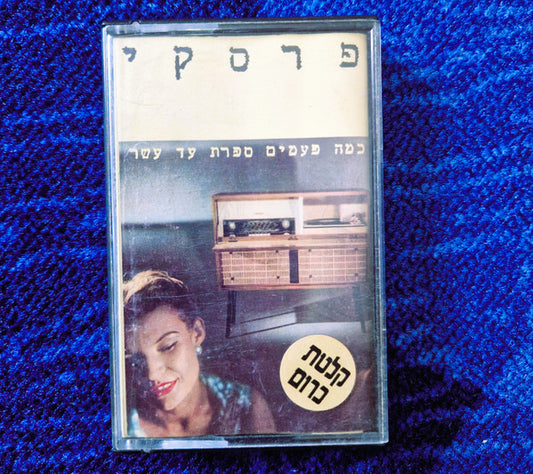 פרסקי
כמה פעמים ספרת עד עשר
קלטת
כרום